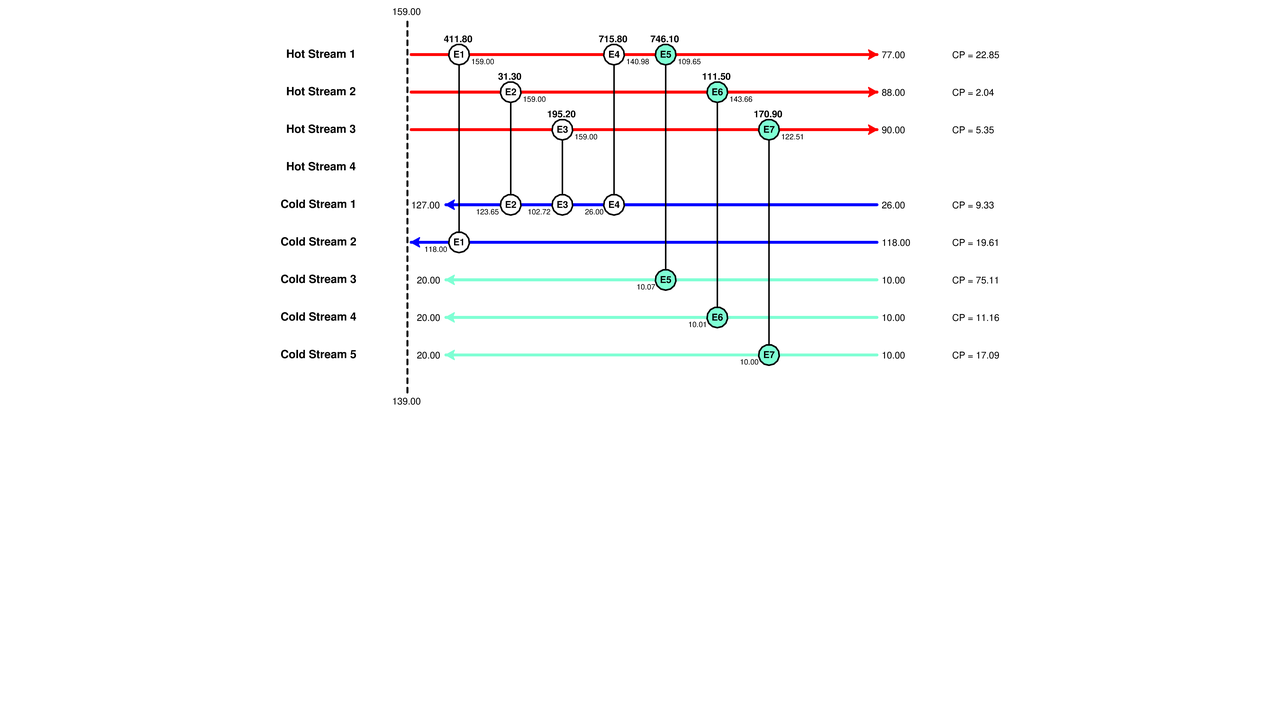 159.00
411.80 715.80 746.10
Hot Stream 1 E1 E4 E5 77.00 CP = 22.85
159.00 140.98 109.65
31.30 111.50
Hot Stream 2 E2 E6 88.00 CP = 2.04
159.00 143.66
195.20 170.90
Hot Stream 3 E3 E7 90.00 CP = 5.35
159.00 122.51
Hot Stream 4
Cold Stream 1 127.00 E2 E3 E4 26.00 CP = 9.33
123.65 102.72 26.00
Cold Stream 2 E1 118.00 CP = 19.61
118.00
Cold Stream 3 20.00 E5 10.00 CP = 75.11
10.07
Cold Stream 4 20.00 E6 10.00 CP = 11.16
10.01
Cold Stream 5 20.00 E7 10.00 CP = 17.09
10.00
139.00